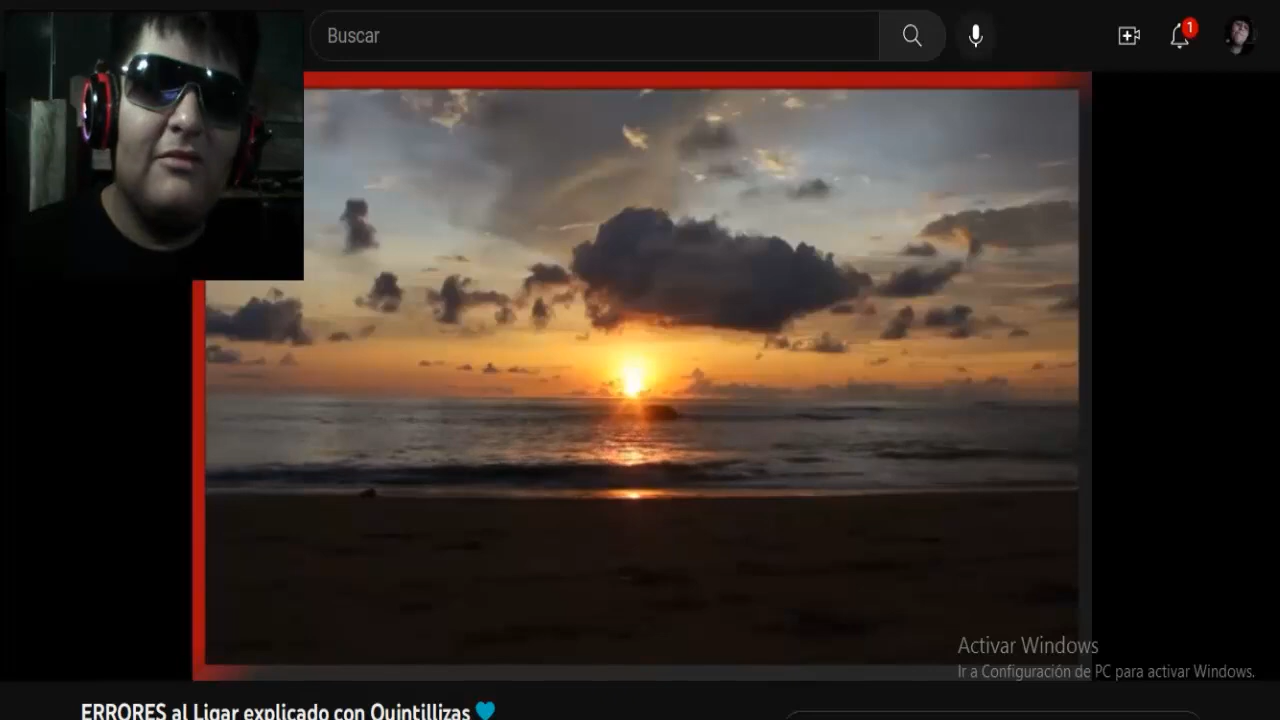 Buscar
1
Activar Windows
Ir a Configuración de PC para activar Windows.
ERRORES al Ligar explicado con Quintillizas 💙